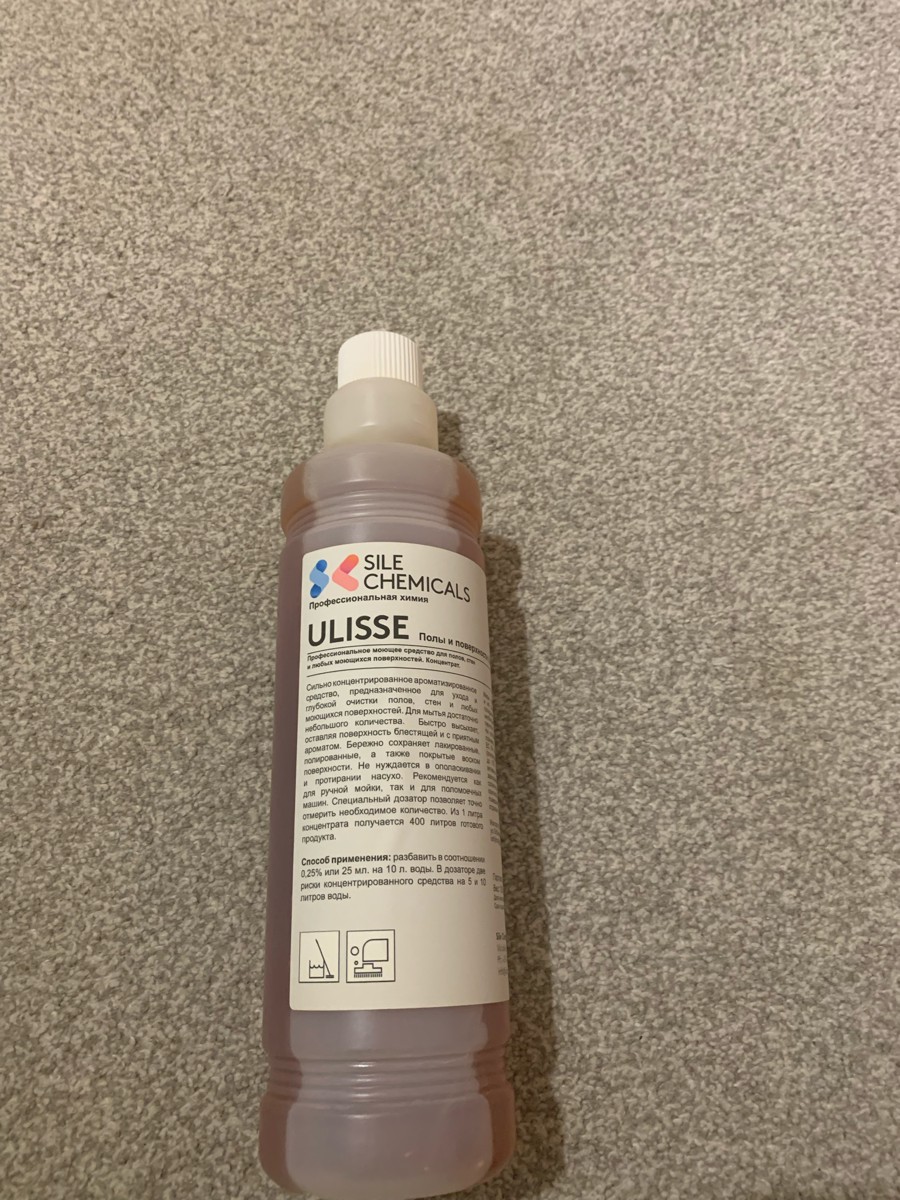 SILE
CHEMICALS
Профессиональная химия
ULISSE Полы и поверхности
Профессиональное моющее средство для полов, стен
и любых моющихся поверхностей. Концентрат.
Сильно концентрированное ароматизированное
средство, предназначенное для ухода и
глубокой очистки полов, стен и любых
моющихся поверхностей. Для мытья достаточно
небольшого количества. Быстро высыхает,
оставляя поверхность блестящей и с приятным
ароматом. Бережно сохраняет лакированные,
полированные, а также покрытые воском
поверхности. Не нуждается в ополаскивании
и протирании насухо. Рекомендуется как
для ручной мойки, так и для поломоечных
машин. Специальный дозатор позволяет точно
отмерить необходимое количество. Из 1 литра
концентрата получается 400 литров готового
продукта.
Способ применения: разбавить в соотношении
0,25% или 25 мл. на 10 л. воды. В дозаторе две
риски концентрированного средства на 5 и 10
литров воды.